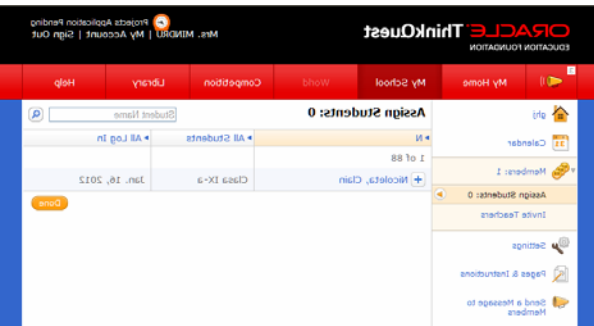 ORACLE ThinkQuest
EDUCATION FOUNDATION
Mrs. MINDRU
Projects Application Pending
| My Account | Sign Out
3
My Home
My School
World
Competition
Library
Help
ghj
Calendar
31
Members: 1
Assign Students: 0
Invite Teachers
Settings
Pages & Instructions
Send a Message to
Members
Assign Students: 0
Student Name
N
All Students
All Log In
1 of 88
Nicoleta, Clain
Clasa IX-a
Jan. 16, 2012
Done